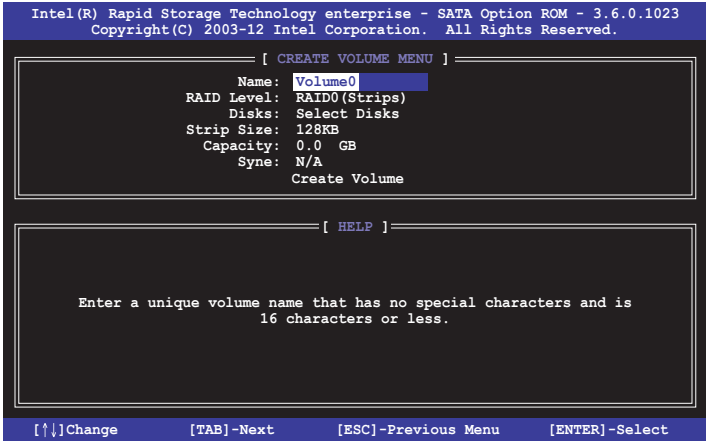 Intel(R) Rapid Storage Technology enterprise - SATA Option ROM - 3.6.0.1023
Copyright(C) 2003-12 Intel Corporation. All Rights Reserved.
[ CREATE VOLUME MENU ]
Name: Volume0
RAID Level: RAID0(Strips)
Disks: Select Disks
Strip Size: 128KB
Capacity: 0.0 GB
Syne: N/A
Create Volume
[ HELP ]
Enter a unique volume name that has no special characters and is
16 characters or less.
[↑↓]Change [TAB]-Next [ESC]-Previous Menu [ENTER]-Select